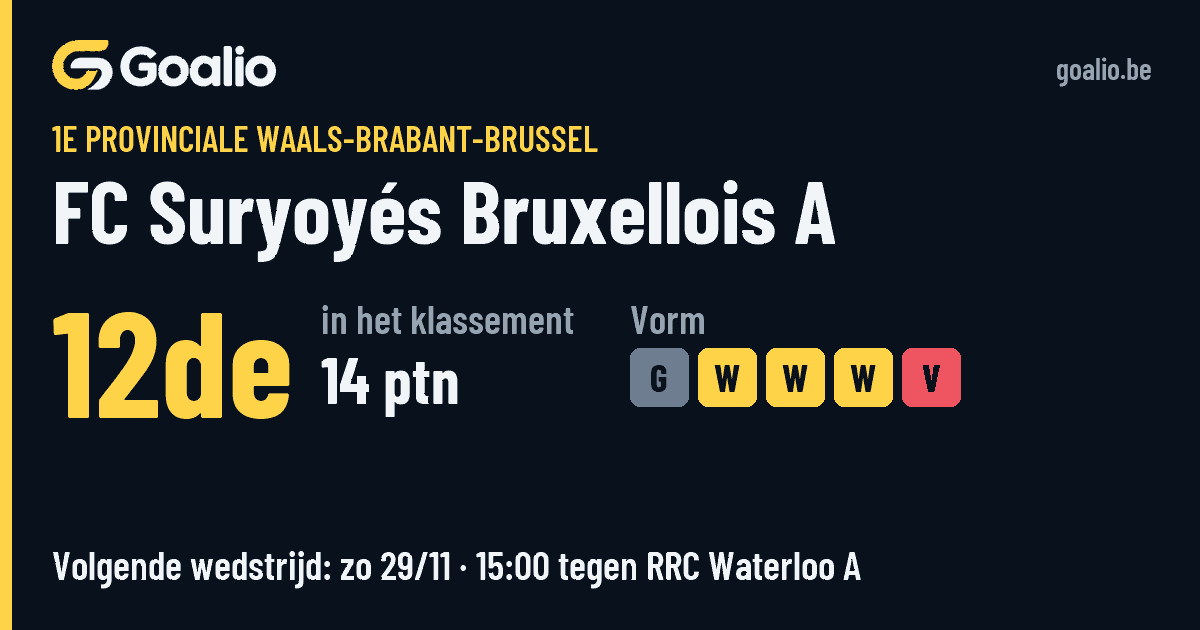 Goalio
goalio.be
1E PROVINCIALE WAALS-BRABANT-BRUSSEL
FC Suryoyés Bruxellois A
12de
in het klassement
14 ptn
Vorm
G W W W V
Volgende wedstrijd: zo 29/11 · 15:00 tegen RRC Waterloo A